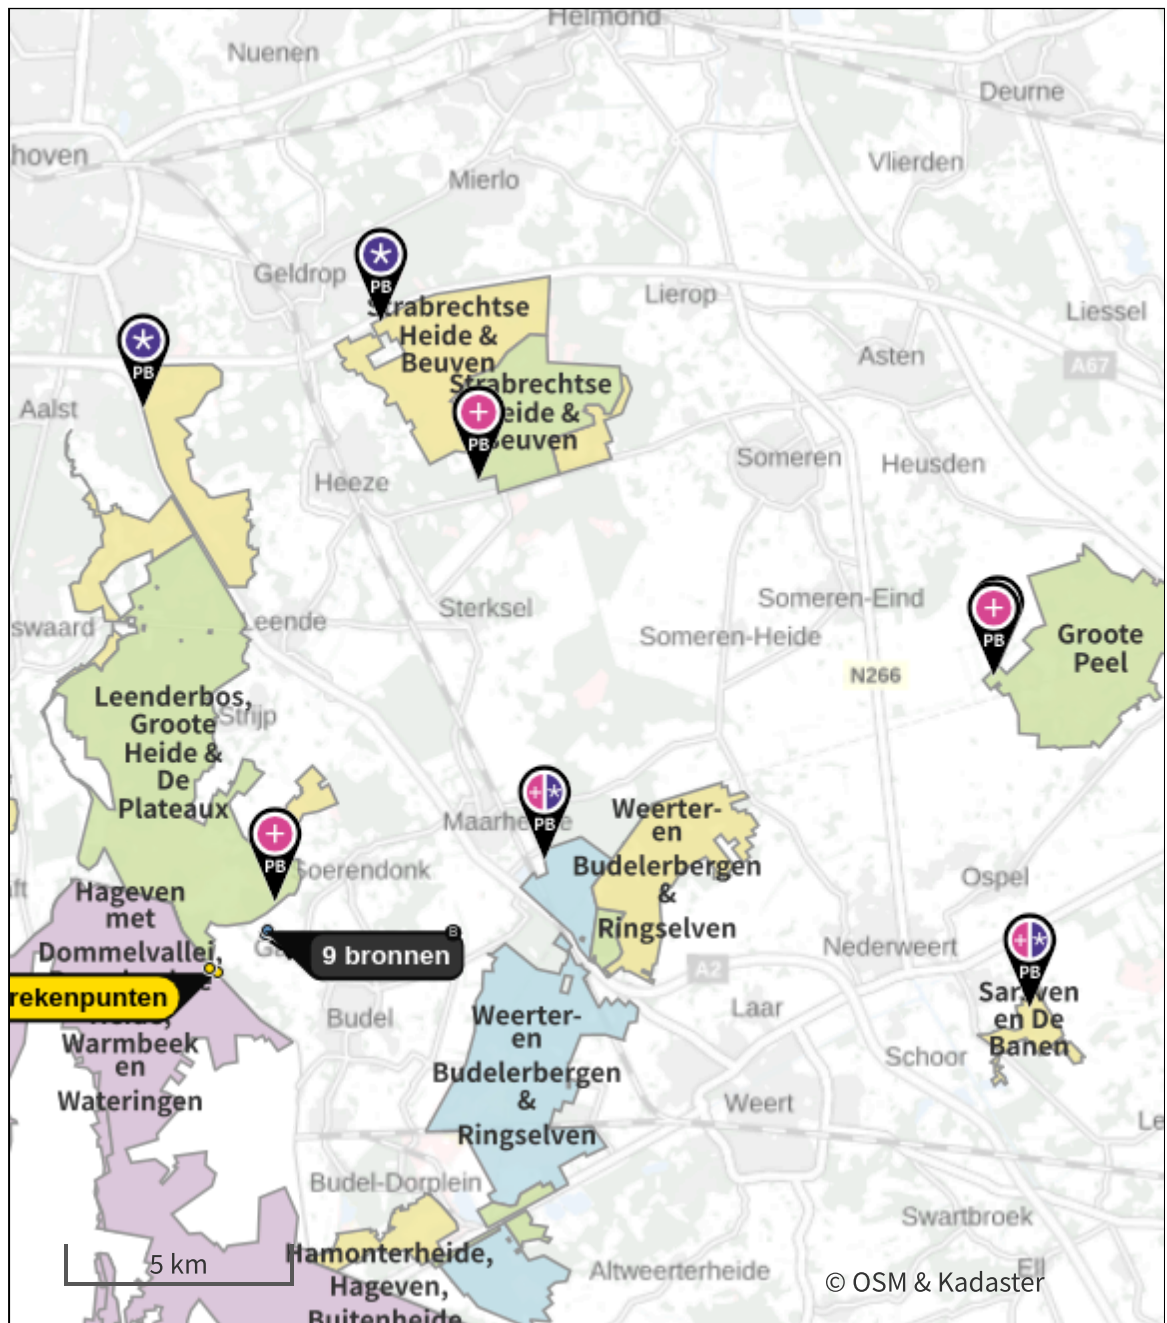 Helmond
Nuenen
Deurne
hoven
Vlierden
Mierlo
PB
Geldrop
Lierop
Liessel
Strabrechtse
Heide &
Beuven
PB
Asten
A67
Strabrechtse
Heide &
Beuven
PB
Aalst
Someren
Heusden
Heeze
Someren-Eind
Sterksel
PB
Groote
Peel
Leende
swaard
Someren-Heide
N266
Leenderbos,
Groote
Heide &
De
Plateaux
Strijp
PB
Maarheeze
Weerter-
en
Budelerbergen
&
Ringselven
PB
Soerendonk
Ospel
Hageven
met
Dommelvallei,
Warmbeek
en
Wateringen
9 bronnen
B
rekenpunten
Nederweert
A2
PB
Sarsven
en De
Banen
Laar
Budel
Schoor
Weerter-
en
Budelerbergen
&
Ringselven
Weert
Le
Budel-Dorplein
Swartbroek
Hamonterheide,
Hageven,
Buitenheide,
Altweerterheide
Ell
5 km
© OSM & Kadaster